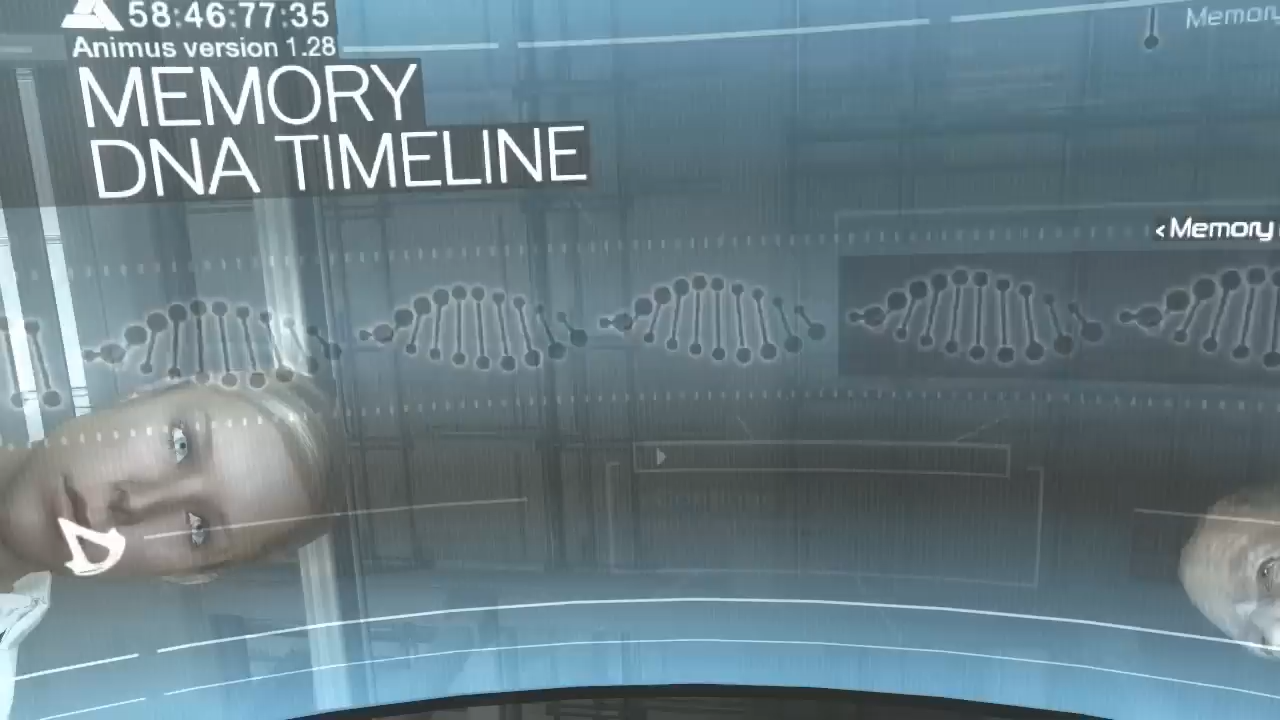 58:46:77:35
Memory
Animus version 1.28
MEMORY
DNA TIMELINE
<Memory